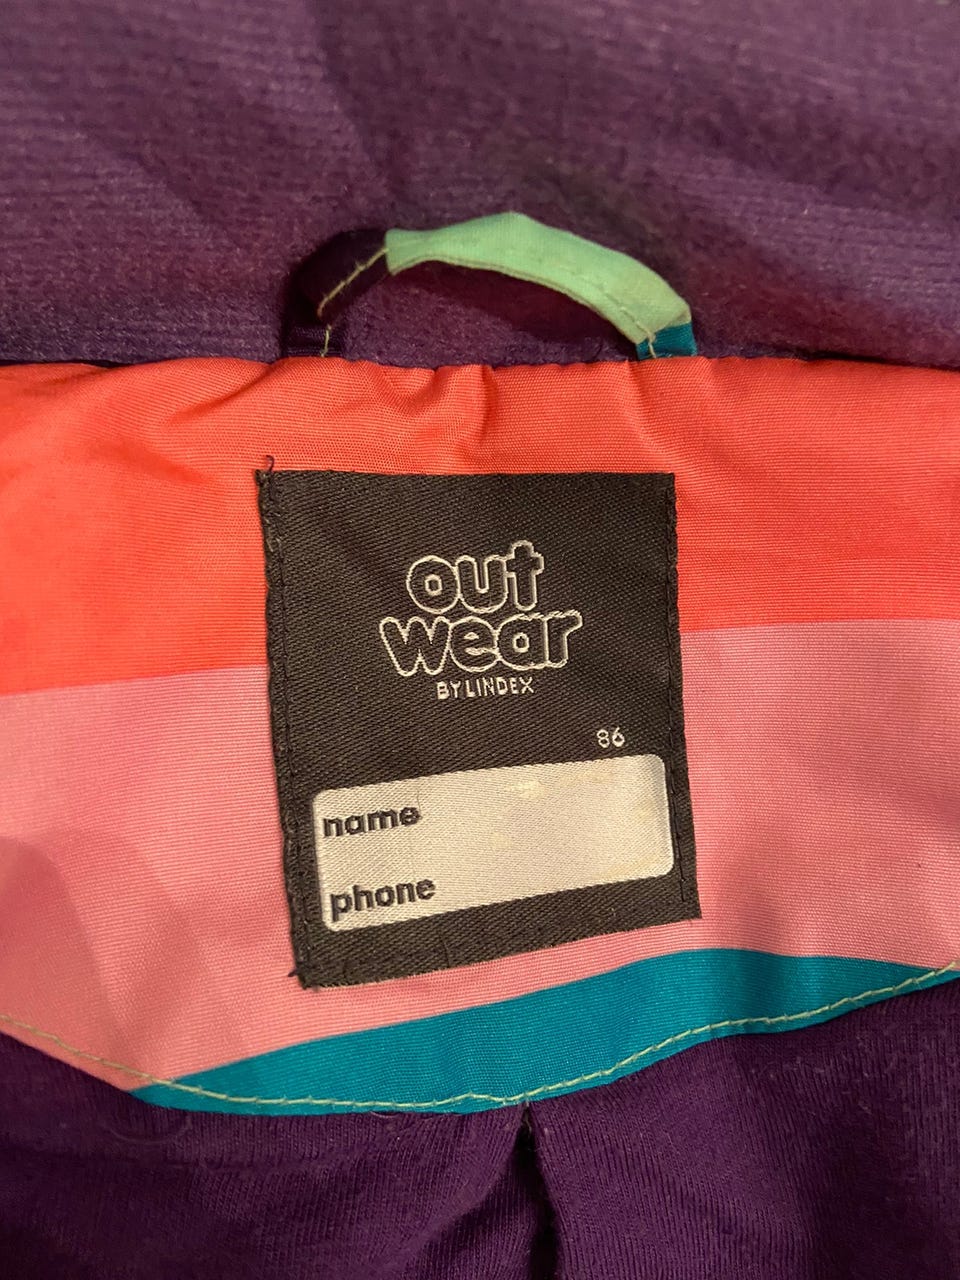 out
wear
BY LINDEX
86
name
phone